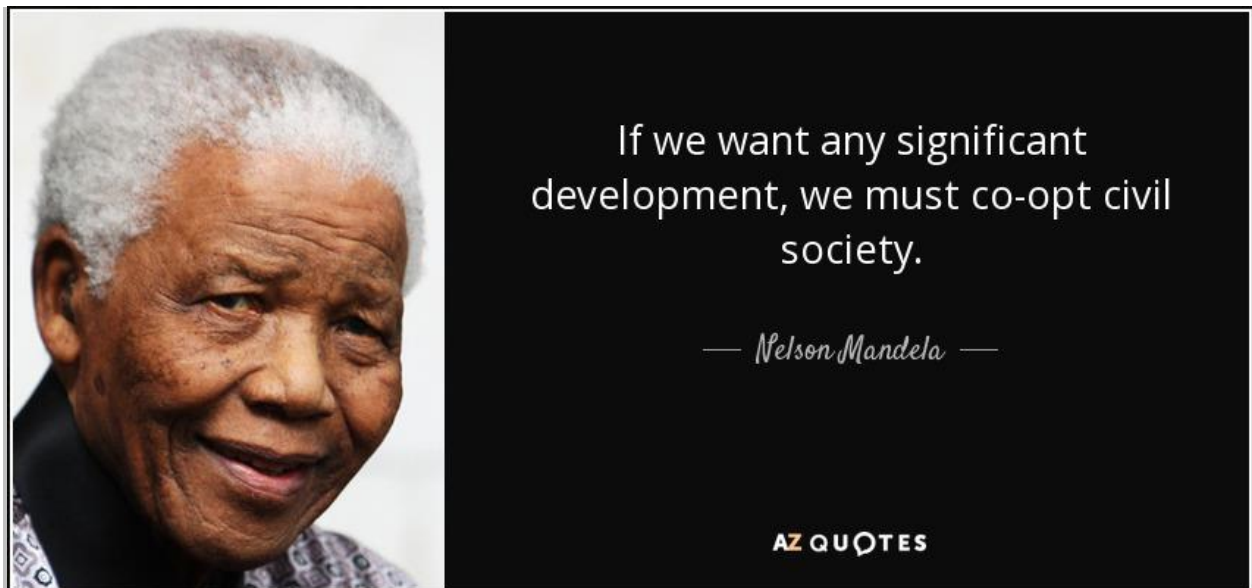 If we want any significant
development, we must co-opt civil
society.
— Nelson Mandela —
AZ QUOTES